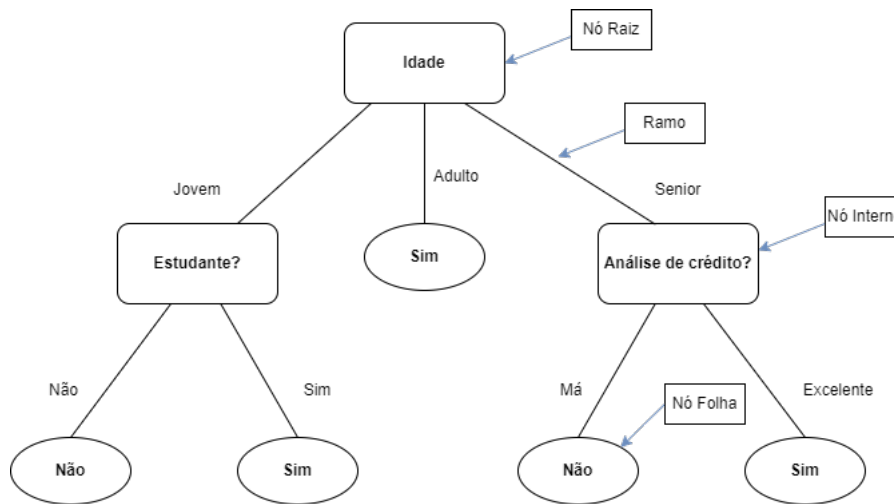 Nó Raiz
Idade
Ramo
Adulto
Jovem
Senior
Nó Intern
Estudante?
Sim
Análise de crédito?
Não
Sim
Má
Excelente
Nó Folha
Não
Sim
Não
Sim